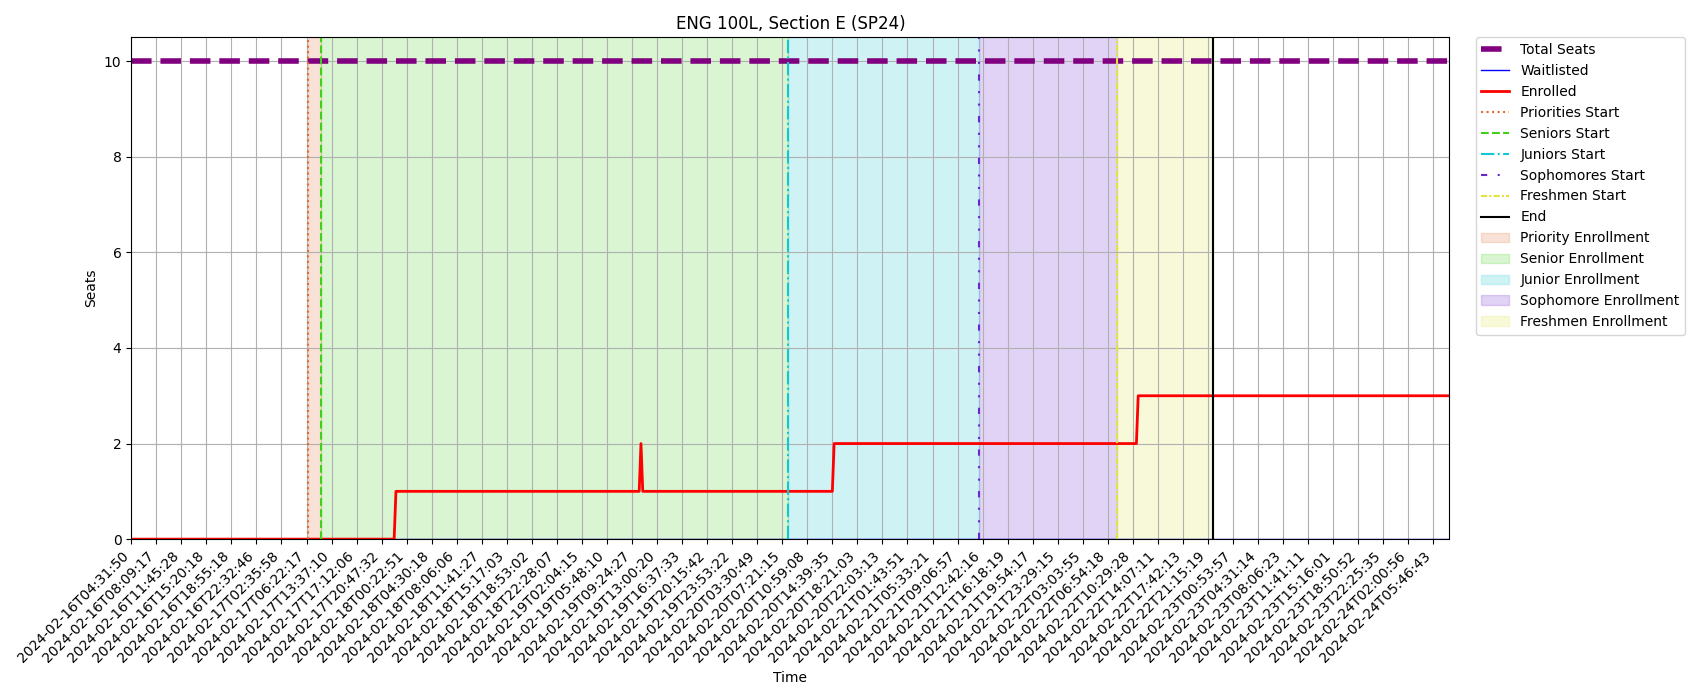 ENG 100L, Section E (SP24)
Seats
10
8
6
4
2
0
2024-02-16T04:31:50
2024-02-16T08:09:17
2024-02-16T11:45:28
2024-02-16T15:20:18
2024-02-16T18:55:18
2024-02-16T22:32:46
2024-02-17T02:35:58
2024-02-17T06:22:17
2024-02-17T13:37:10
2024-02-17T17:12:06
2024-02-17T20:47:32
2024-02-18T00:22:51
2024-02-18T04:30:18
2024-02-18T08:06:06
2024-02-18T11:41:27
2024-02-18T15:17:03
2024-02-18T18:53:02
2024-02-18T22:28:07
2024-02-19T02:04:15
2024-02-19T05:48:10
2024-02-19T09:24:27
2024-02-19T13:00:20
2024-02-19T16:37:33
2024-02-19T20:15:42
2024-02-19T23:53:22
2024-02-20T03:30:49
2024-02-20T07:21:15
2024-02-20T10:59:08
2024-02-20T14:39:35
2024-02-20T18:21:03
2024-02-20T22:03:13
2024-02-21T01:43:51
2024-02-21T05:33:21
2024-02-21T09:06:57
2024-02-21T12:42:16
2024-02-21T16:18:19
2024-02-21T19:54:17
2024-02-21T23:29:15
2024-02-22T03:03:55
2024-02-22T06:54:18
2024-02-22T10:29:28
2024-02-22T14:07:11
2024-02-22T17:42:13
2024-02-22T21:15:19
2024-02-23T00:53:57
2024-02-23T04:31:14
2024-02-23T08:06:23
2024-02-23T11:41:11
2024-02-23T15:16:01
2024-02-23T18:50:52
2024-02-23T22:25:35
2024-02-24T02:00:56
2024-02-24T05:46:43
Time
Total Seats
Waitlisted
Enrolled
Priorities Start
Seniors Start
Juniors Start
Sophomores Start
Freshmen Start
End
Priority Enrollment
Senior Enrollment
Junior Enrollment
Sophomore Enrollment
Freshmen Enrollment